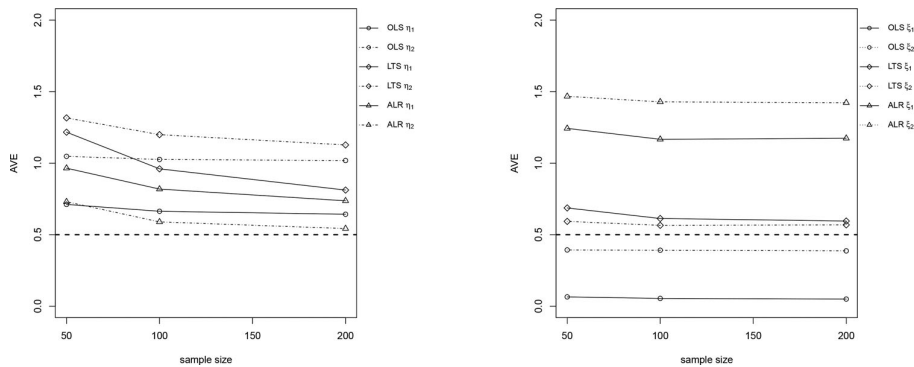 2.0
1.5
1.0
0.5
0.0
AVE
50
100
150
200
sample size
OLS η1
OLS η2
LTS η1
LTS η2
ALR η1
ALR η2
2.0
1.5
1.0
0.5
0.0
AVE
50
100
150
200
sample size
OLS ξ1
OLS ξ2
LTS ξ1
LTS ξ2
ALR ξ1
ALR ξ2